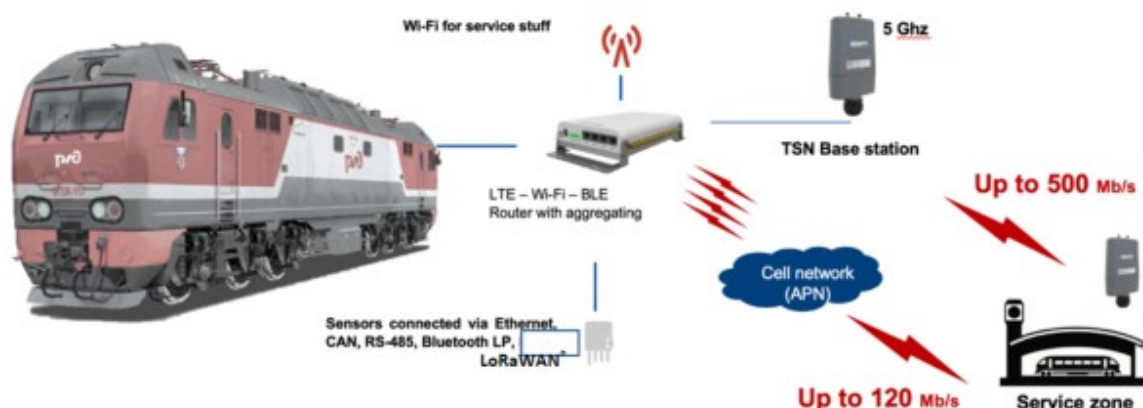 Wi-Fi for service stuff
5 Ghz
TSN Base station
LTE – Wi-Fi – BLE
Router with aggregating
Up to 500 Mb/s
Cell network
(APN)
Sensors connected via Ethernet,
CAN, RS-485, Bluetooth LP,
LoRaWAN
Up to 120 Mb/s
Service zone
ржд
ржд